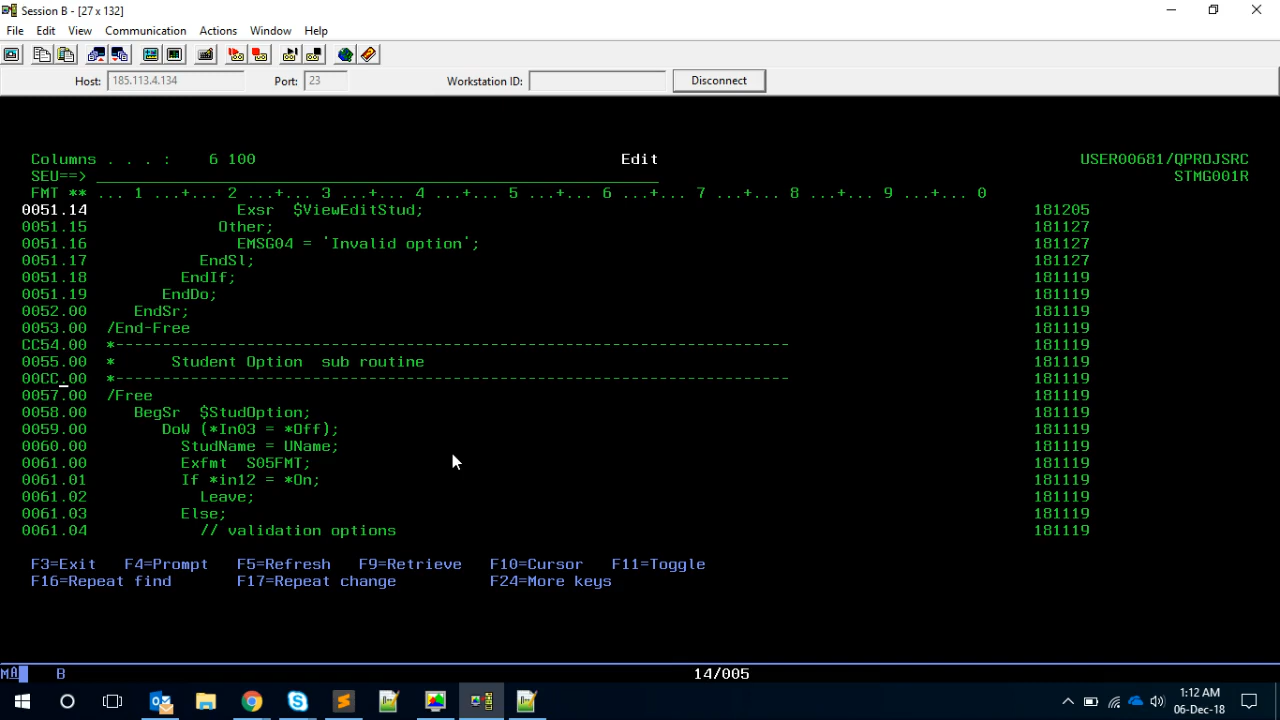 Session B - [27 x 132]
File Edit View Communication Actions Window Help
Host: 185.113.4.134 Port: 23 Workstation ID: Disconnect
Columns . . . : 6 100 Edit USER00681/QPROJSRC
SEU==> STMG001R
FMT ** ... 1 ...+... 2 ...+... 3 ...+... 4 ...+... 5 ...+... 6 ...+... 7 ...+... 8 ...+... 9 ...+... 0
0051.14 Exsr $ViewEditStud; 181205
0051.15 Other; 181127
0051.16 EMSG04 = 'Invalid option'; 181127
0051.17 EndSl; 181127
0051.18 EndIf; 181119
0051.19 EndDo; 181119
0052.00 EndSr; 181119
0053.00 /End-Free 181119
CC54.00 *------------------------------------------------------------------------ 181119
0055.00 * Student Option sub routine 181119
00CC.00 *------------------------------------------------------------------------ 181119
0057.00 /Free 181119
0058.00 BegSr $StudOption; 181119
0059.00 DoW (*In03 = *Off); 181119
0060.00 StudName = UName; 181119
0061.00 Exfmt S05FMT; 181119
0061.01 If *in12 = *On; 181119
0061.02 Leave; 181119
0061.03 Else; 181119
0061.04 // validation options 181119
F3=Exit F4=Prompt F5=Refresh F9=Retrieve F10=Cursor F11=Toggle
F16=Repeat find F17=Repeat change F24=More keys
MA B 14/005
1:12 AM
06-Dec-18